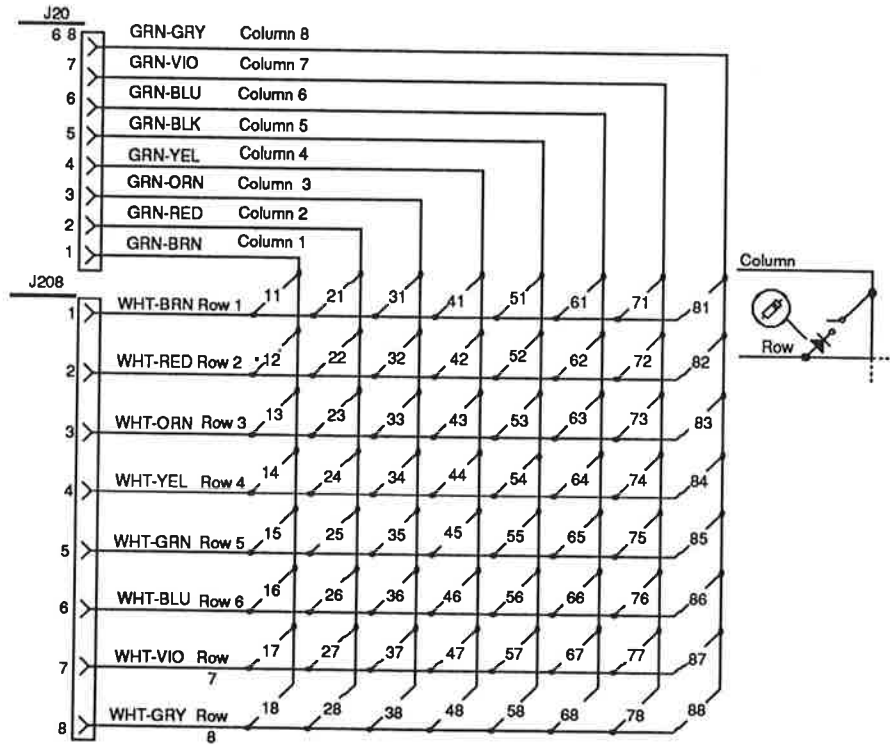 J20
6 8 GRN-GRY Column 8
7 GRN-VIO Column 7
6 GRN-BLU Column 6
5 GRN-BLK Column 5
4 GRN-YEL Column 4
3 GRN-ORN Column 3
2 GRN-RED Column 2
1 GRN-BRN Column 1
J208
1 WHT-BRN Row 1 11 21 31 41 51 61 71 81
2 WHT-RED Row 2 12 22 32 42 52 62 72 82
3 WHT-ORN Row 3 13 23 33 43 53 63 73 83
4 WHT-YEL Row 4 14 24 34 44 54 64 74 84
5 WHT-GRN Row 5 15 25 35 45 55 65 75 85
6 WHT-BLU Row 6 16 26 36 46 56 66 76 86
7 WHT-VIO Row 17 27 37 47 57 67 77 87
7
8 WHT-GRY Row 18 28 38 48 58 68 78 88
8
Column
Row